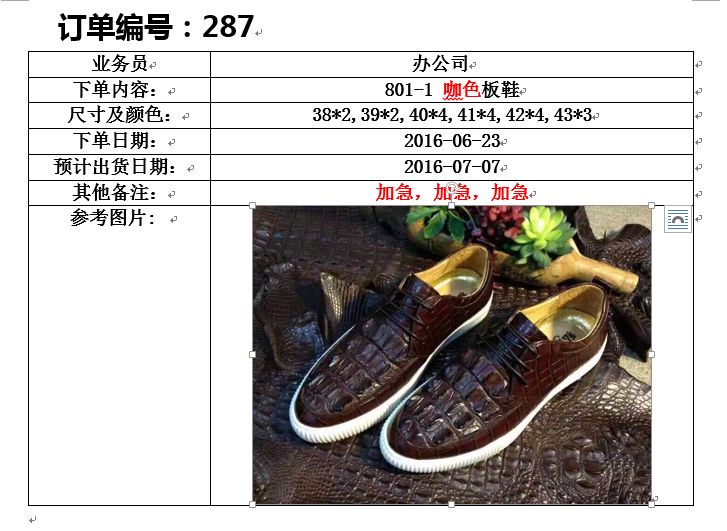 订单编号：287
业务员 办公司
下单内容： 801-1 咖色板鞋
尺寸及颜色： 38*2,39*2,40*4,41*4,42*4,43*3
下单日期： 2016-06-23
预计出货日期： 2016-07-07
其他备注： 加急，加急，加急
参考图片：